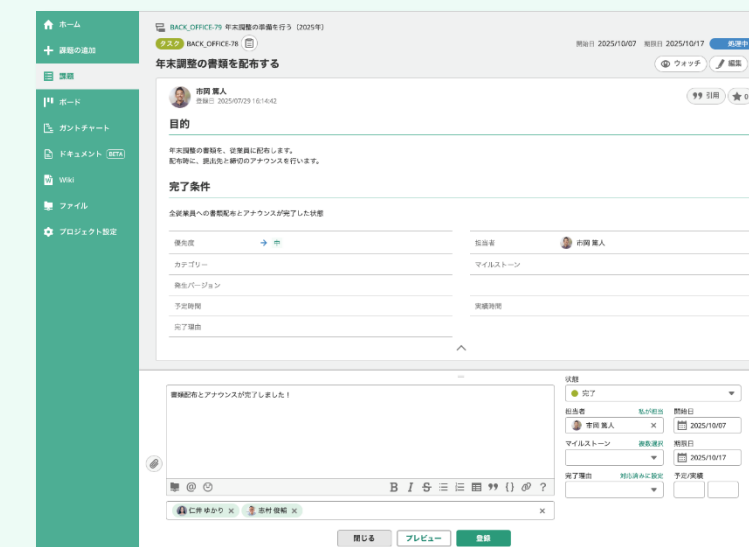 ホーム
課題の追加
課題
ボード
ガントチャート
ドキュメント BETA
Wiki
ファイル
プロジェクト設定
BACK_OFFICE-79 年末調整の準備を行う（2025年）
タスク BACK_OFFICE-78
開始日 2025/10/07 期限日 2025/10/17 処理中
年末調整の書類を配布する
ウォッチ 編集
市岡 篤人
登録日 2025/07/29 16:14:42
引用 0
目的
年末調整の書類を、従業員に配布します。
配布時に、提出先と締切のアナウンスを行います。
完了条件
全従業員への書類配布とアナウンスが完了した状態
優先度 中 担当者 市岡 篤人
カテゴリー マイルストーン
発生バージョン
予定時間 実績時間
完了理由
書類配布とアナウンスが完了しました！
B I S {} ?
仁井 ゆかり × 志村 俊輔 × ×
状態
完了
担当者 私が担当 開始日
市岡 篤人 × 2025/10/07
マイルストーン 複数選択 期限日
2025/10/17
完了理由 対応済みに設定 予定/実績
閉じる プレビュー 登録